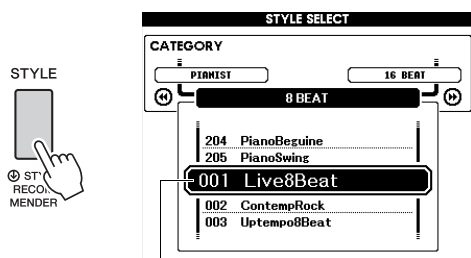 STYLE SELECT
CATEGORY
PIANIST
16 BEAT
8 BEAT
204 PianoBeguine
205 PianoSwing
001 Live8Beat
002 ContempRock
003 Uptempo8Beat
STYLE
MENDER